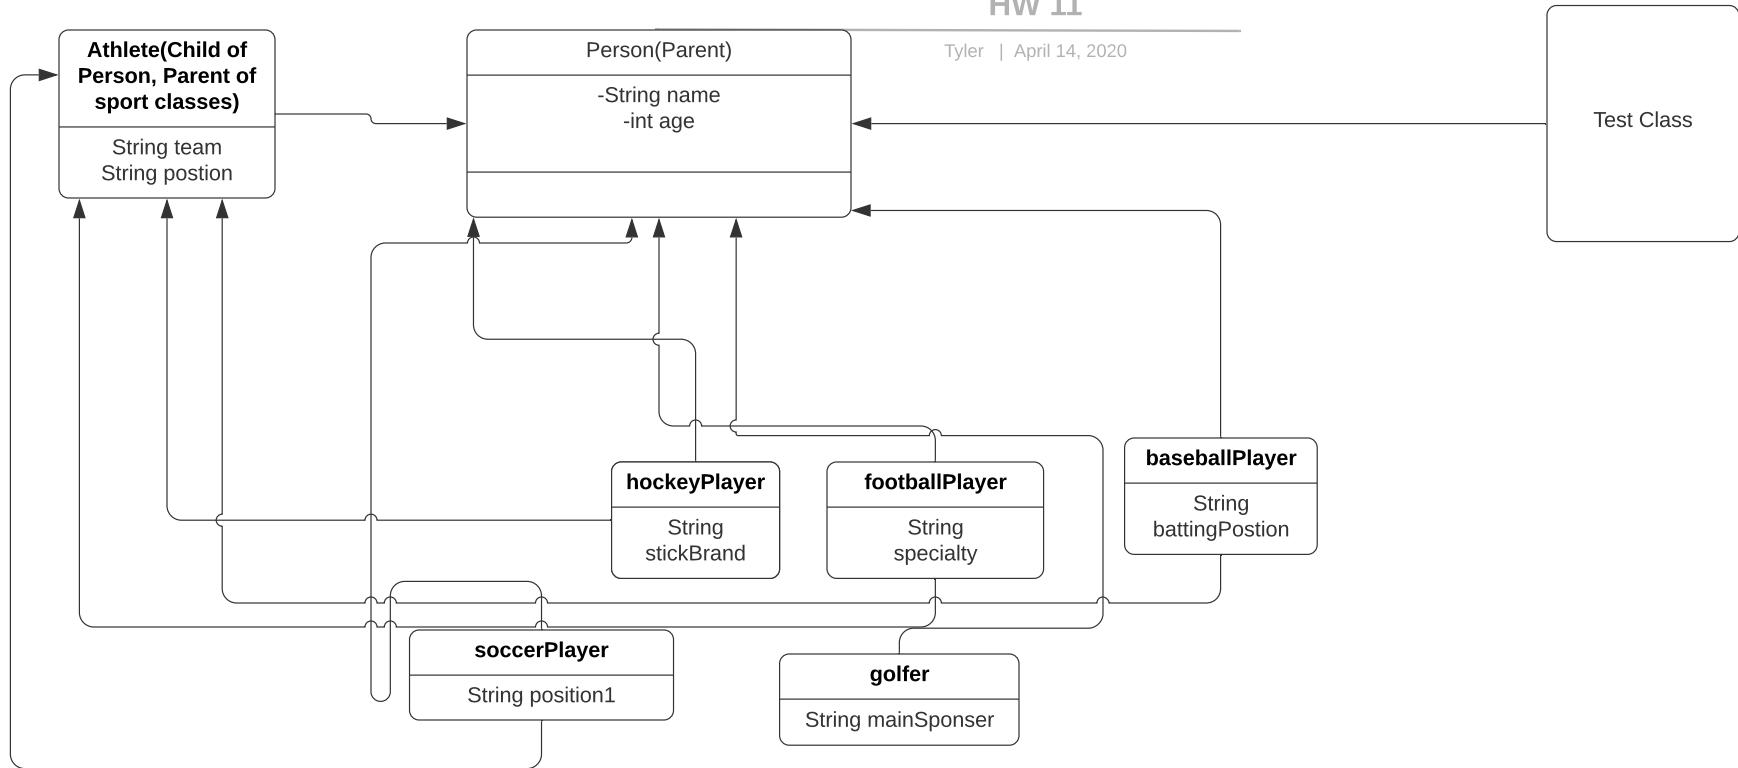 HW 11
Tyler | April 14, 2020
Athlete(Child of
Person, Parent of
sport classes)
String team
String postion
Person(Parent)
-String name
-int age
Test Class
hockeyPlayer
String
stickBrand
footballPlayer
String
specialty
baseballPlayer
String
battingPostion
soccerPlayer
String position1
golfer
String mainSponser